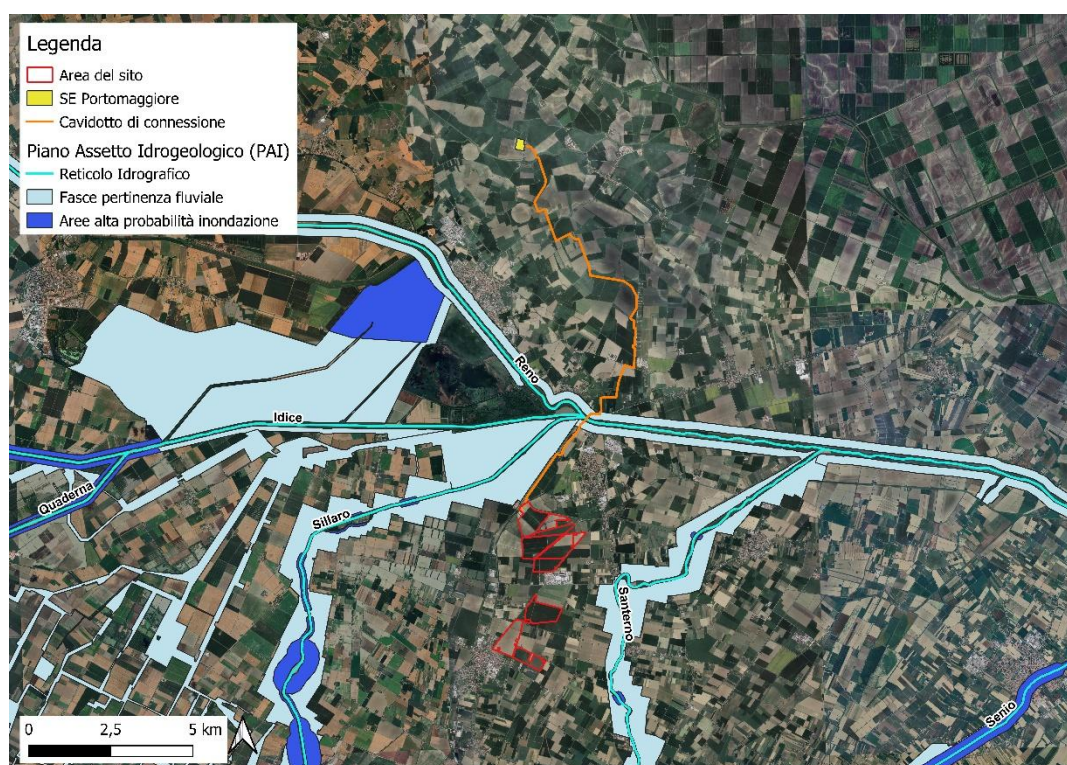 Legenda
Area del sito
SE Portomaggiore
Cavidotto di connessione
Piano Assetto Idrogeologico (PAI)
Reticolo Idrografico
Fasce pertinenza fluviale
Aree alta probabilità inondazione
Reno
Idice
Quaderna
Sillaro
Santerno
Senio
0 2,5 5 km